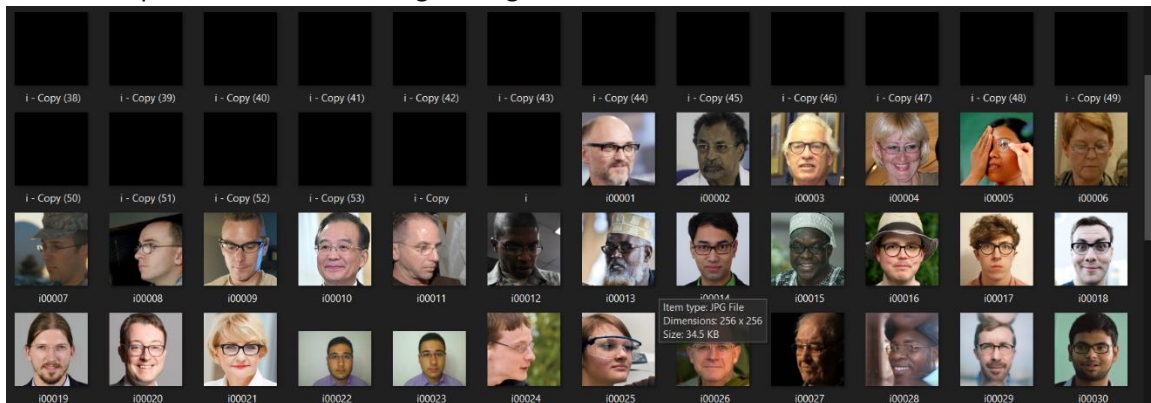 i - Copy (38) i - Copy (39) i - Copy (40) i - Copy (41) i - Copy (42) i - Copy (43) i - Copy (44) i - Copy (45) i - Copy (46) i - Copy (47) i - Copy (48) i - Copy (49)
i - Copy (50) i - Copy (51) i - Copy (52) i - Copy (53) i - Copy i i00001 i00002 i00003 i00004 i00005 i00006
i00007 i00008 i00009 i00010 i00011 i00012 i00013 i00014 i00015 i00016 i00017 i00018
Item type: JPG File
Dimensions: 256 x 256
Size: 34.5 KB
i00019 i00020 i00021 i00022 i00023 i00024 i00025 i00026 i00027 i00028 i00029 i00030